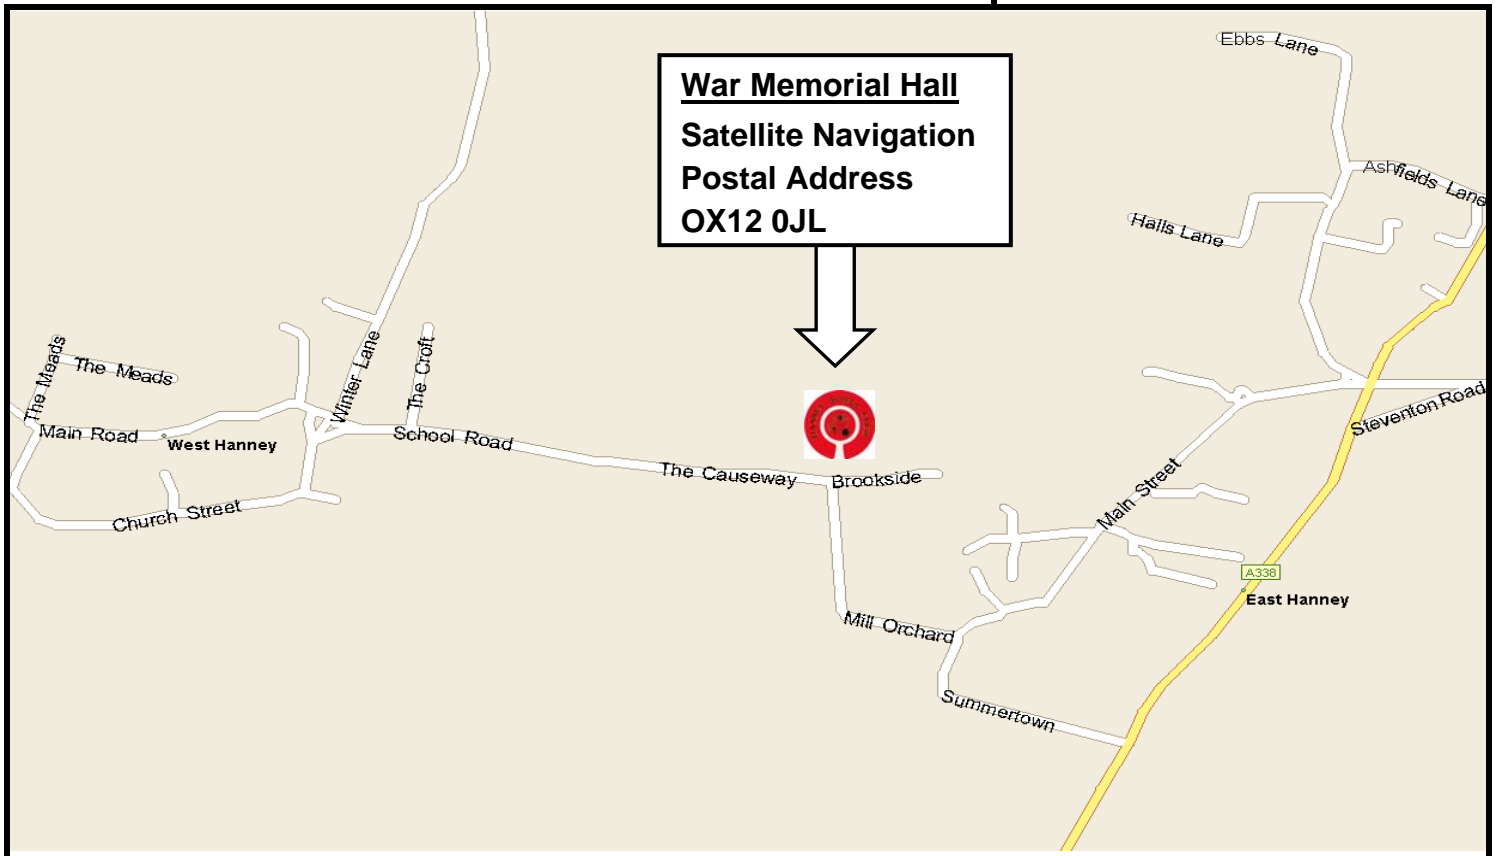 Ebbs Lane
War Memorial Hall
Satellite Navigation
Postal Address
OX12 0JL
Ashfields Lane
Halls Lane
The Meads
The Meads
Winter Lane
The Croft
Main Road
West Hanney
School Road
Steventon Road
The Causeway
Brookside
Main Street
Church Street
A338
East Hanney
Mill Orchard
Summertown